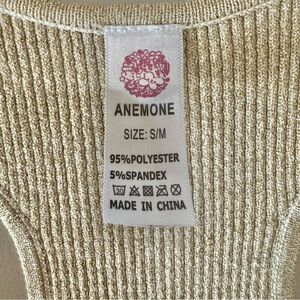 ANEMONE
SIZE: S/M
95%POLYESTER
5%SPANDEX
MADE IN CHINA